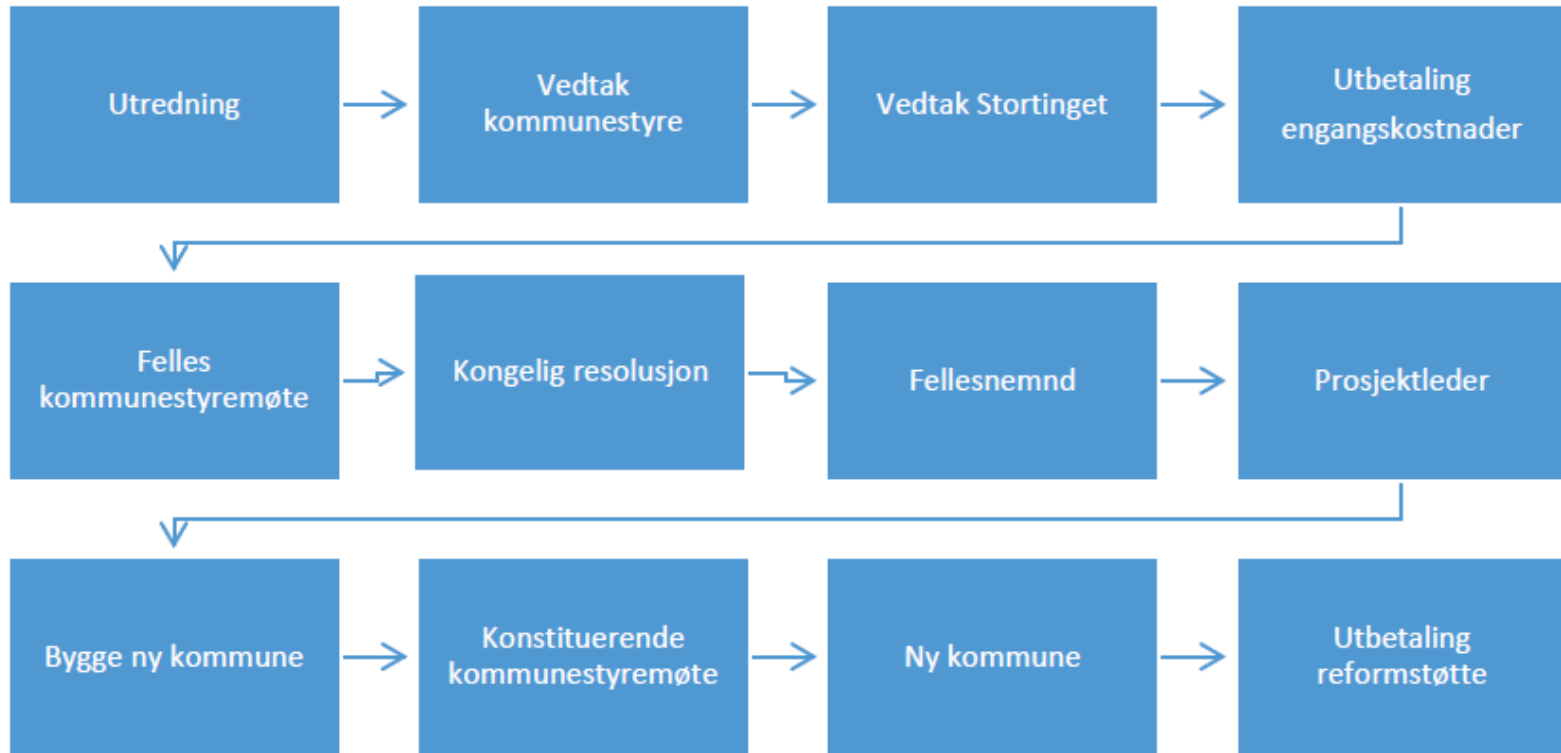 Utredning
Vedtak
kommunestyre
Vedtak Stortinget
Utbetaling
engangskostnader
Felles
kommunestyremøte
Kongelig resolusjon
Fellesnemnd
Prosjektleder
Bygge ny kommune
Konstituerende
kommunestyremøte
Ny kommune
Utbetaling
reformstøtte